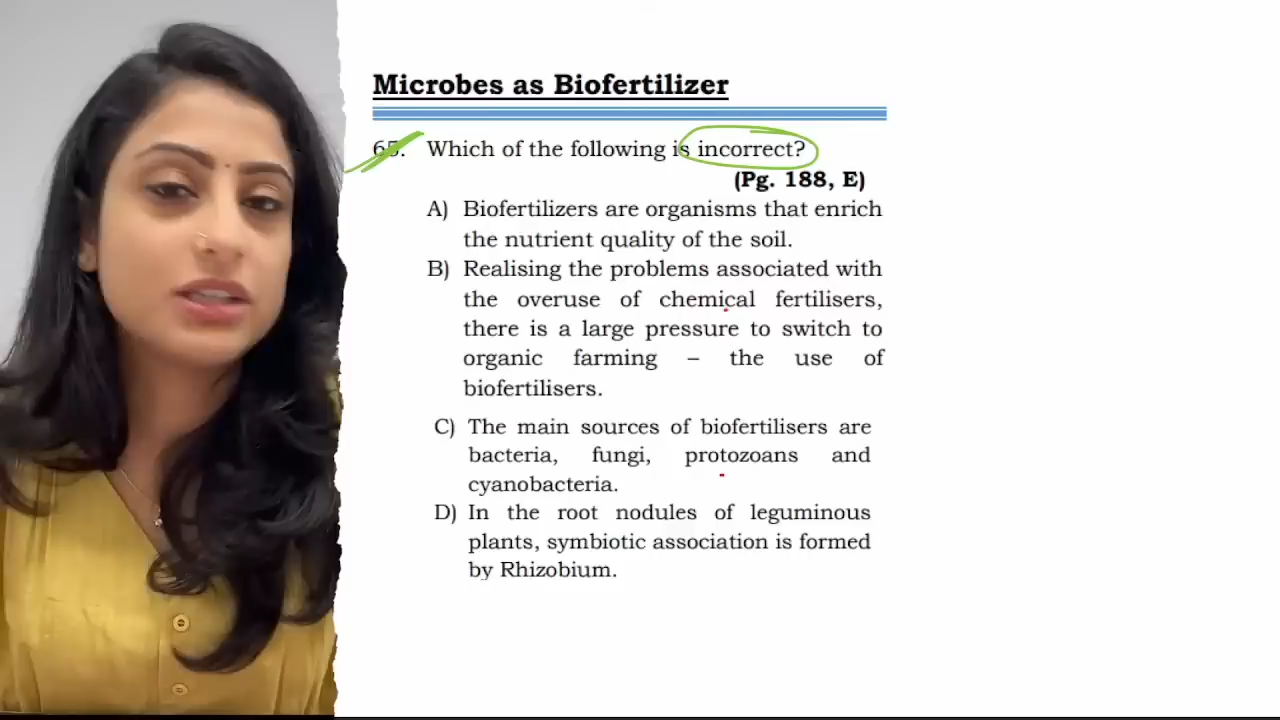 Microbes as Biofertilizer
65. Which of the following is incorrect?
(Pg. 188, E)
A) Biofertilizers are organisms that enrich
the nutrient quality of the soil.
B) Realising the problems associated with
the overuse of chemical fertilisers,
there is a large pressure to switch to
organic farming – the use of
biofertilisers.
C) The main sources of biofertilisers are
bacteria, fungi, protozoans and
cyanobacteria.
D) In the root nodules of leguminous
plants, symbiotic association is formed
by Rhizobium.